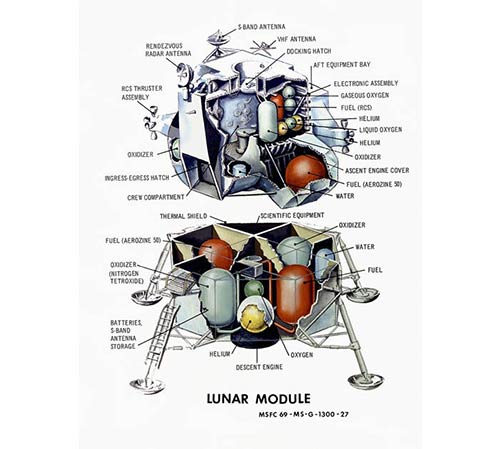 S-BAND ANTENNA
VHF ANTENNA
DOCKING HATCH
RENDEZVOUS
RADAR ANTENNA
AFT EQUIPMENT BAY
ELECTRONIC ASSEMBLY
GASEOUS OXYGEN
RCS THRUSTER
ASSEMBLY
FUEL (RCS)
HELIUM
LIQUID OXYGEN
HELIUM
OXIDIZER
OXIDIZER
ASCENT ENGINE COVER
INGRESS-EGRESS HATCH
FUEL (AEROZINE 50)
CREW COMPARTMENT
WATER
THERMAL SHIELD
SCIENTIFIC EQUIPMENT
OXIDIZER
FUEL (AEROZINE 50)
WATER
OXIDIZER
(NITROGEN
TETROXIDE)
FUEL
BATTERIES,
S-BAND
ANTENNA
STORAGE
HELIUM
OXYGEN
DESCENT ENGINE
LUNAR MODULE
MSFC 69-MS-G-1300-27